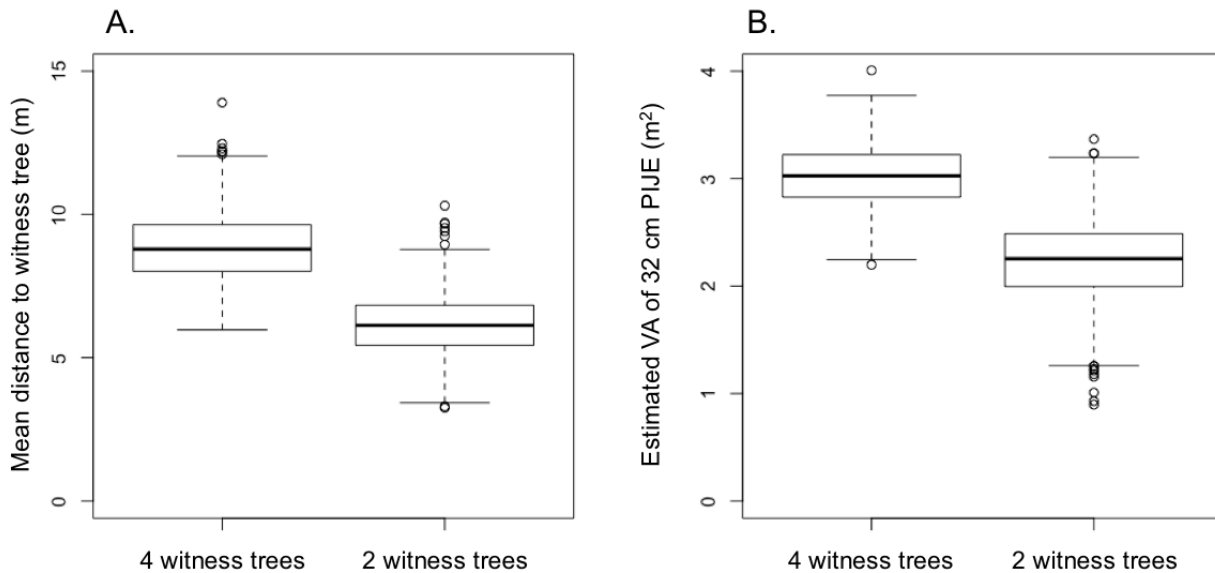 A.
Mean distance to witness tree (m)
15
10
5
0
4 witness trees
2 witness trees
B.
Estimated VA of 32 cm PIJE (m²)
4
3
2
1
0
4 witness trees
2 witness trees